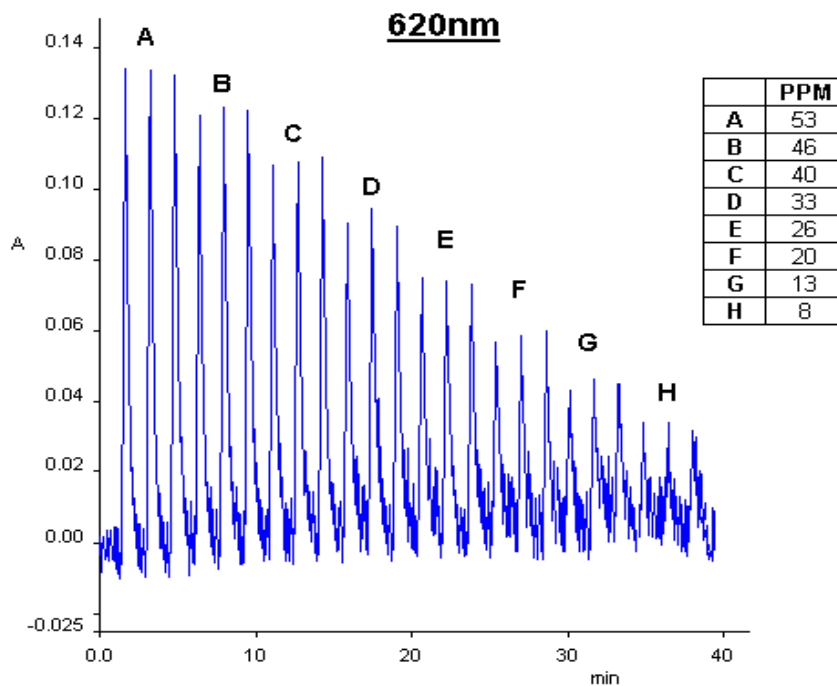 620nm
0.14
0.12
0.10
0.08
0.06
0.04
0.02
0.00
-0.025
A
0.0
10
20
30
40
min
A
B
C
D
E
F
G
H
PPM
A 53
B 46
C 40
D 33
E 26
F 20
G 13
H 8